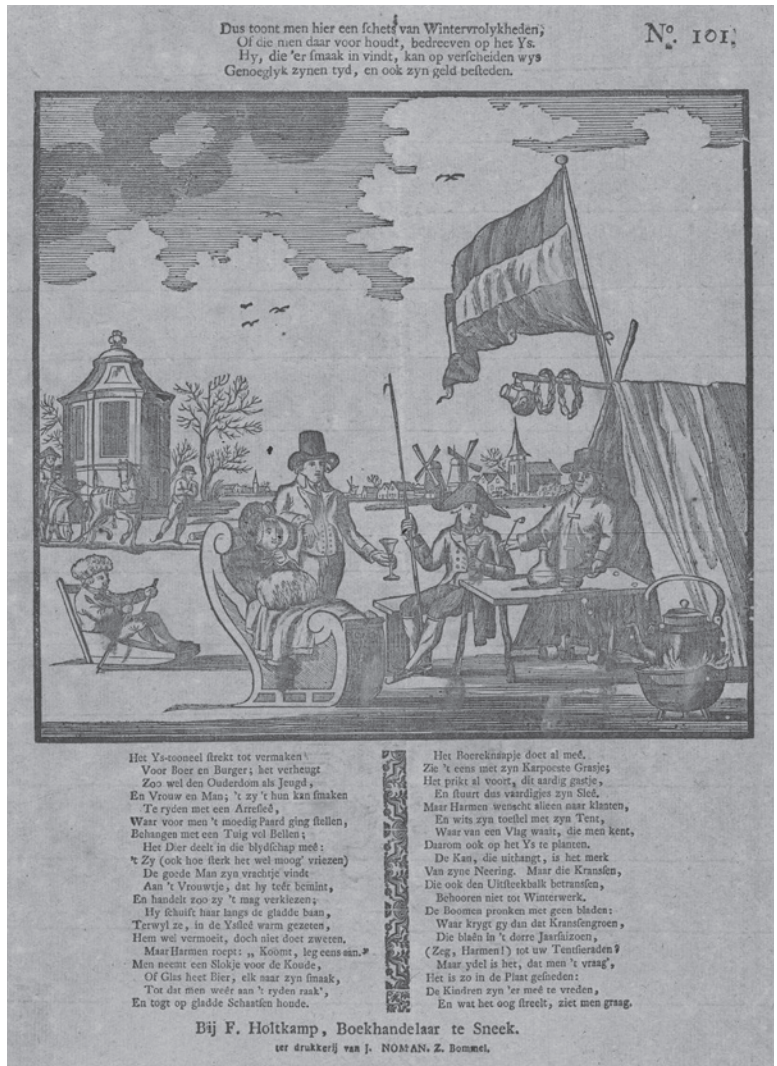 Dus toont men hier een ſchets van Wintervrolykheden;
Of die men daar voor houdt, bedreeven op het Ys.
Hy, die 'er ſmaak in vindt, kan op verſcheiden wys
Genoeglyk zynen tyd, en ook zyn geld beſteden.
No. 101.
Het Ys-tooneel ſtrekt tot vermaken
Voor Boer en Burger; het verheugt
Zoo wel den Ouderdom als Jeugd,
En Vrouw en Man; 't zy 't hun kan ſmaken
Te ryden met een Arreſleê,
Waar voor men 't moedig Paard ging ſtellen,
Behangen met een Tuig vol Bellen;
Het Dier deelt in die blydſchap meê:
't Zy (ook hoe ſterk het wel moog' vriezen)
De goede Man zyn vrachtje vindt
Aan 't Vrouwtje, dat hy teêr bemint,
En handelt zoo zy 't mag verkiezen;
Hy ſchuift haar langs de gladde baan,
Terwyl ze, in de Ysſleê warm gezeten,
Hem wel vermoeit, doch niet doet zweten.
Maar Harmen roept: „ Koomt, leg eens aan.”
Men neemt een Slokje voor de Koude,
Of Glas heet Bier, elk naar zyn ſmaak,
Tot dat men weêr aan 't ryden raak',
En togt op gladde Schaatſen houde.
Het Boereknaapje doet al meê.
Zie 't eens met zyn Karpoeste Grasje;
Het prikt al voort, dit aardig gastje,
En ſtuurt dus vaardigjes zyn Sleê.
Maar Harmen wenscht alleen naar klanten,
En wits zyn toeſtel met zyn Tent,
Waar van een Vlag waait, die men kent,
Daarom ook op het Ys te planten.
De Kan, die uithangt, is het merk
Van zyne Neering. Maar die Kranſſen,
Die ook den Uitſteekbalk betranſſen,
Behooren niet tot Winterwerk.
De Boomen pronken met geen bladen:
Waar krygt gy dan dat Kransſengroen,
Die blaên in 't dorre Jaarſaizoen,
(Zeg, Harmen!) tot uw Tentſieraden?
Maar ydel is het, dat men 't vraag',
Het is zo in de Plaat geſneden:
De Kindren zyn 'er meê te vreden,
En wat het oog ſtreelt, ziet men graag.
Bij F. Holtkamp, Boekhandelaar te Sneek.
ter drukkerij van J. NOMAN. Z. Bommel.